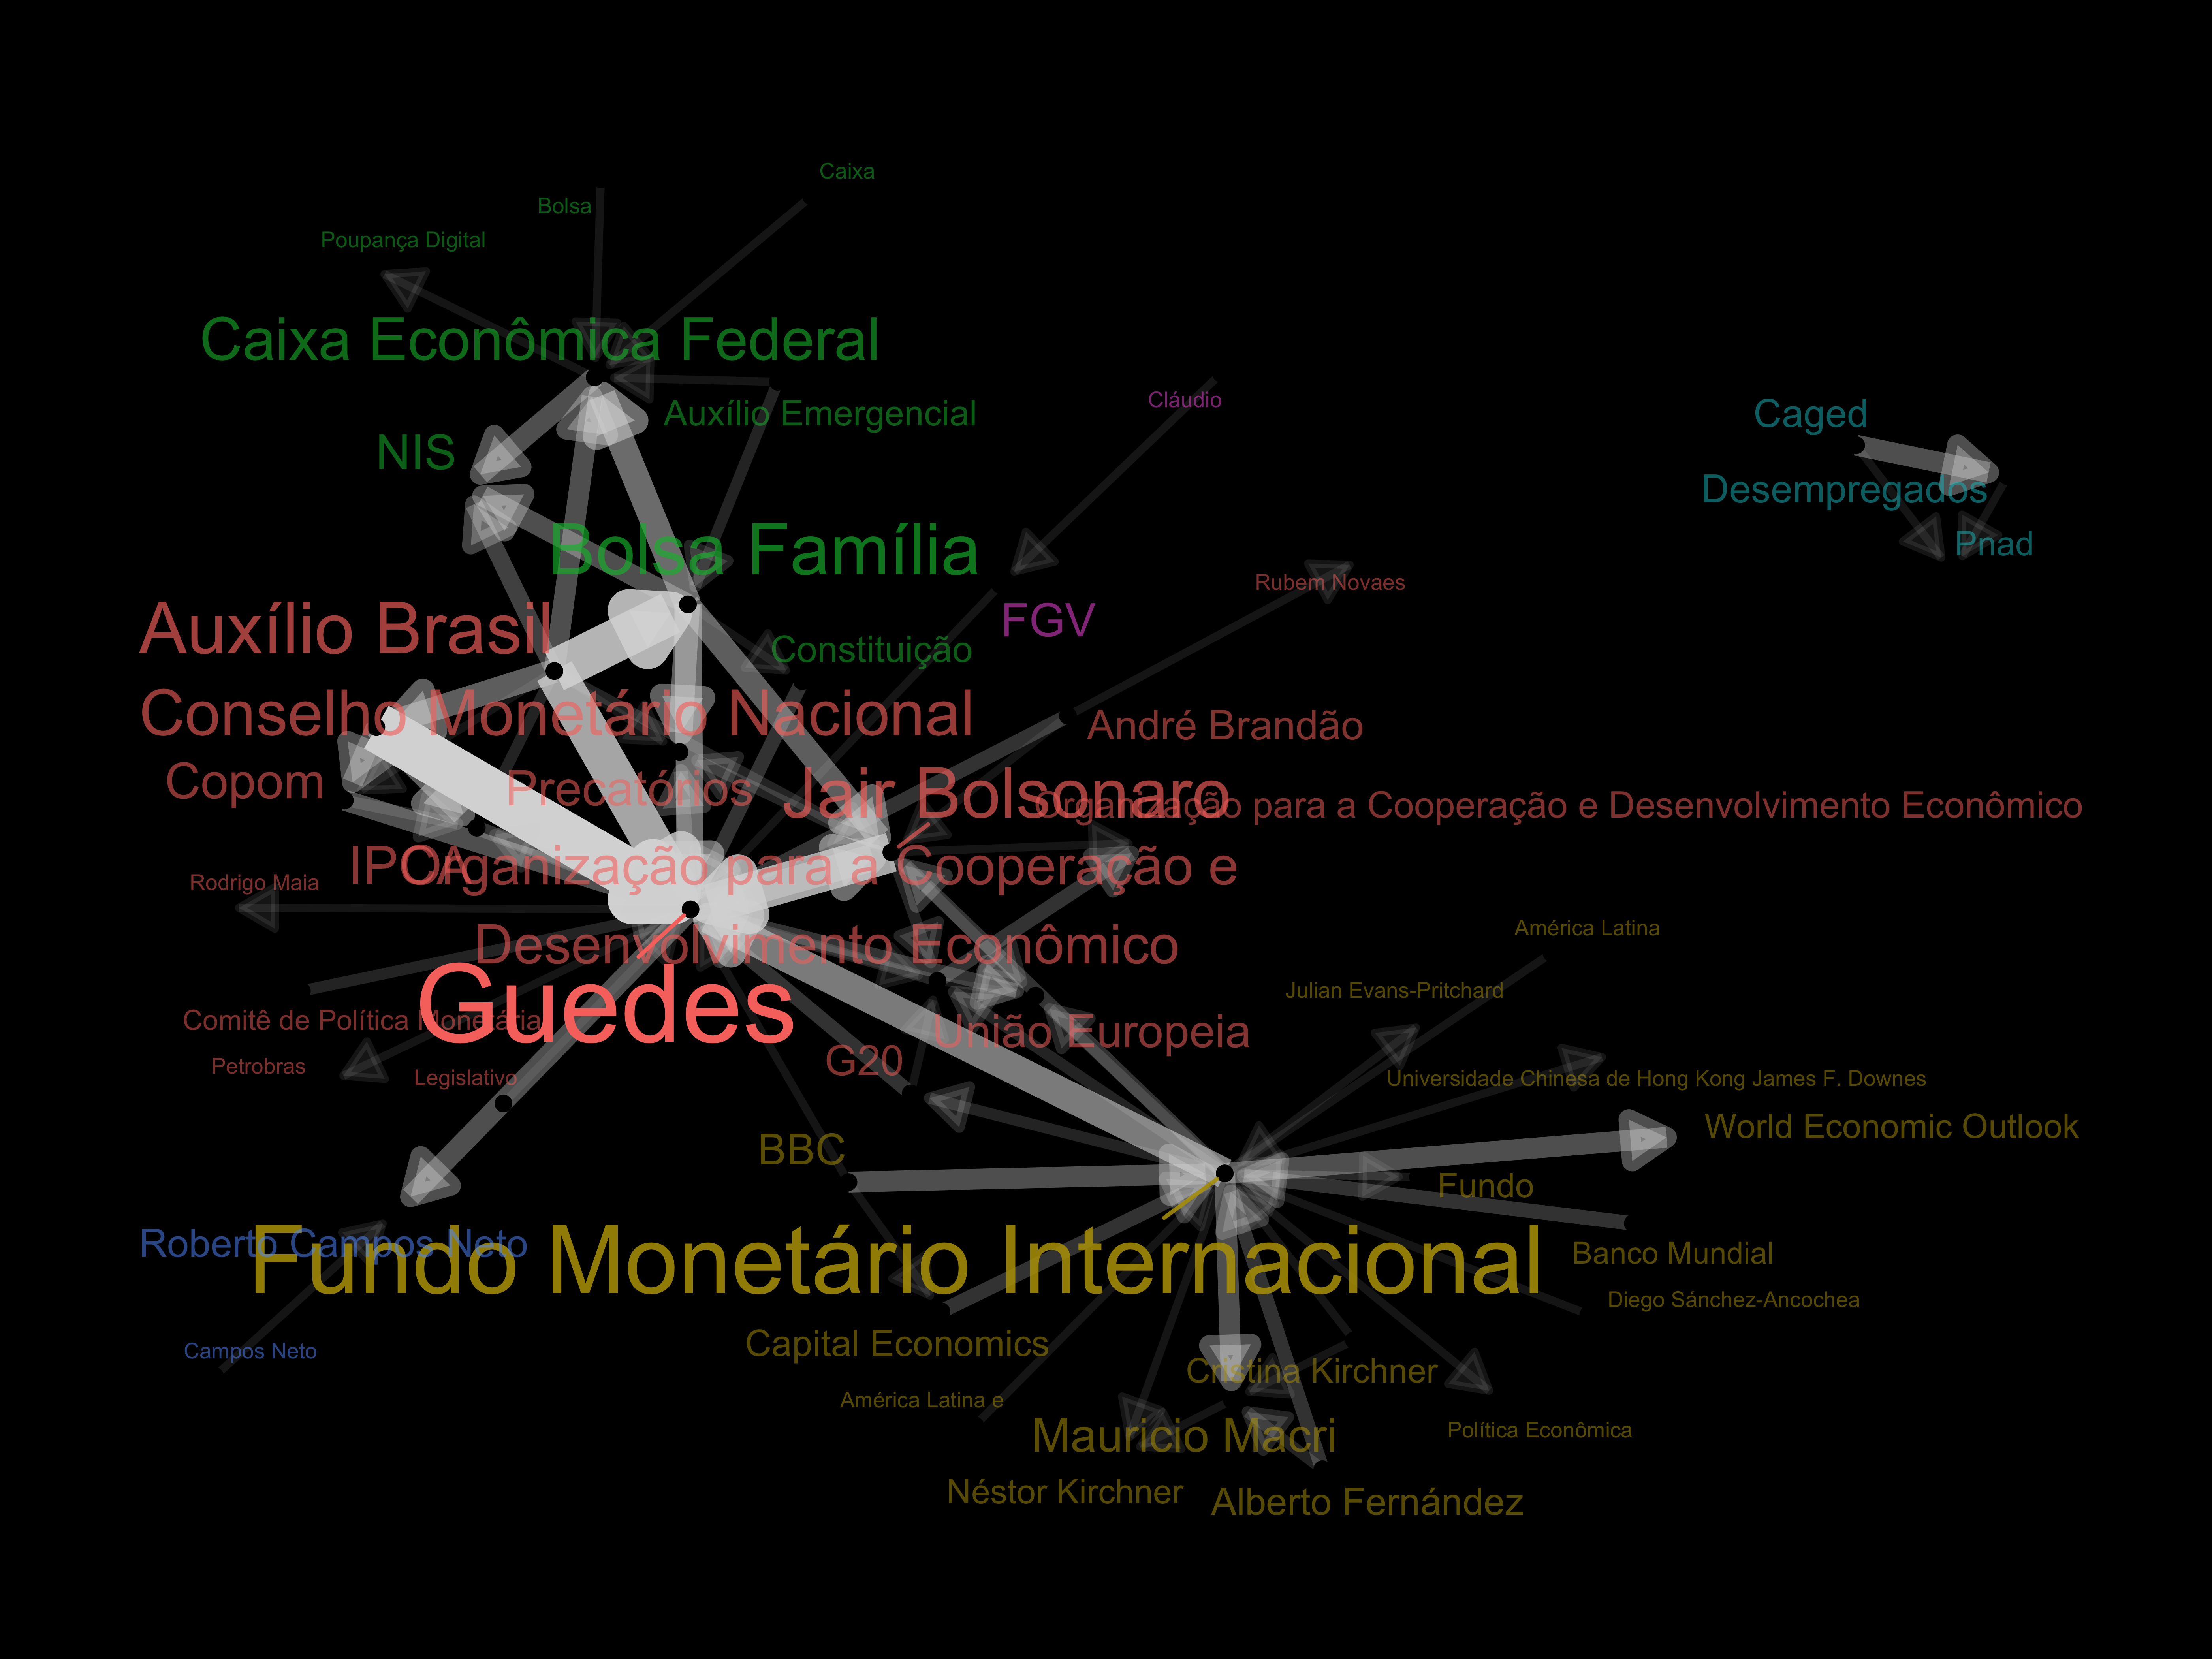 Caixa
Bolsa
Poupança Digital
Caixa Econômica Federal
Cláudio
Auxílio Emergencial
Caged
NIS
Desempregados
Pnad
Bolsa Família
Rubem Novaes
FGV
Auxílio Brasil
Constituição
Conselho Monetário Nacional
André Brandão
Copom
Precatórios
Jair Bolsonaro
Organização para a Cooperação e Desenvolvimento Econômico
IPCA
Organização para a Cooperação e
Desenvolvimento Econômico
Rodrigo Maia
América Latina
Julian Evans-Pritchard
Guedes
Comitê de Política Monetária
União Europeia
G20
Petrobras
Legislativo
Universidade Chinesa de Hong Kong James F. Downes
World Economic Outlook
BBC
Fundo
Roberto Campos Neto
Fundo Monetário Internacional
Banco Mundial
Diego Sánchez-Ancochea
Campos Neto
Capital Economics
Cristina Kirchner
América Latina e
Mauricio Macri
Política Econômica
Néstor Kirchner
Alberto Fernández